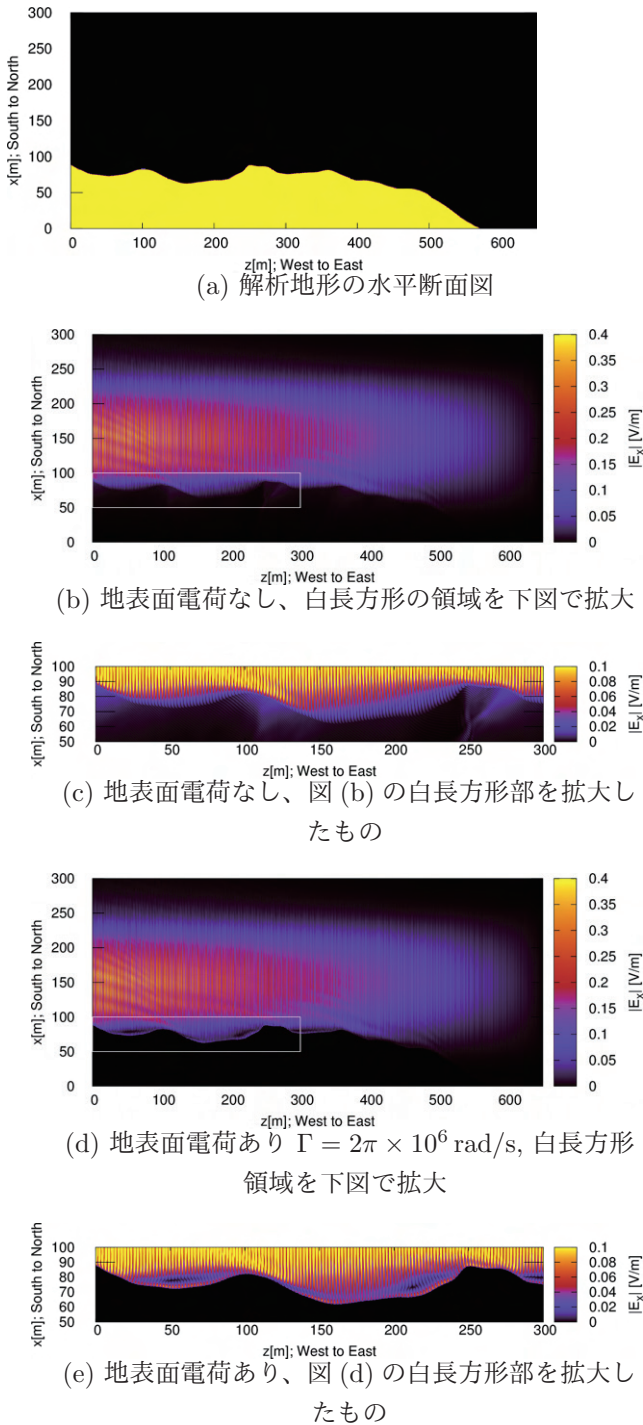 300
250
200
150
100
50
0
x[m]; South to North
0 100 200 300 400 500 600
z[m]; West to East
(a) 解析地形の水平断面図
300
250
200
150
100
50
0
x[m]; South to North
0 100 200 300 400 500 600
z[m]; West to East
0.4
0.35
0.3
0.25
0.2
0.15
0.1
0.05
0
|Ex| [V/m]
(b) 地表面電荷なし、白長方形の領域を下図で拡大
100
90
80
70
60
50
x[m]; South to North
0 50 100 150 200 250 300
z[m]; West to East
0.1
0.08
0.06
0.04
0.02
0
|Ex| [V/m]
(c) 地表面電荷なし、図 (b) の白長方形部を拡大し
たもの
300
250
200
150
100
50
0
x[m]; South to North
0 100 200 300 400 500 600
z[m]; West to East
0.4
0.35
0.3
0.25
0.2
0.15
0.1
0.05
0
|Ex| [V/m]
(d) 地表面電荷あり Γ = 2π × 10⁶ rad/s, 白長方形
領域を下図で拡大
100
90
80
70
60
50
x[m]; South to North
0 50 100 150 200 250 300
z[m]; West to East
0.1
0.08
0.06
0.04
0.02
0
|Ex| [V/m]
(e) 地表面電荷あり、図 (d) の白長方形部を拡大し
たもの